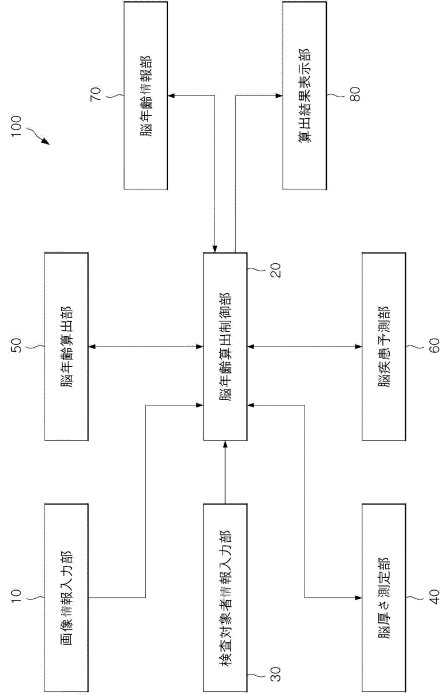 100
10
画像情報入力部
50
脳年齢算出部
70
脳年齢情報部
検査対象者情報入力部
30
脳年齢算出制御部
20
算出結果表示部
80
脳厚さ測定部
40
脳疾患予測部
60